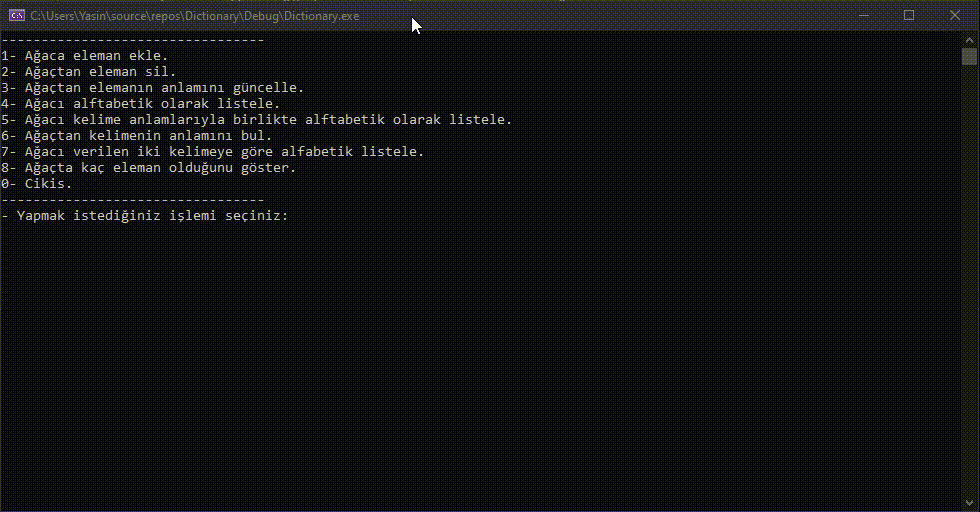 C:\Users\Yasin\source\repos\Dictionary\Debug\Dictionary.exe
---------------------------------
1- Ağaca eleman ekle.
2- Ağaçtan eleman sil.
3- Ağaçtan elemanın anlamını güncelle.
4- Ağacı alftabetik olarak listele.
5- Ağacı kelime anlamlarıyla birlikte alftabetik olarak listele.
6- Ağaçtan kelimenin anlamını bul.
7- Ağacı verilen iki kelimeye göre alfabetik listele.
8- Ağaçta kaç eleman olduğunu göster.
0- Cikis.
---------------------------------
- Yapmak istediğiniz işlemi seçiniz: